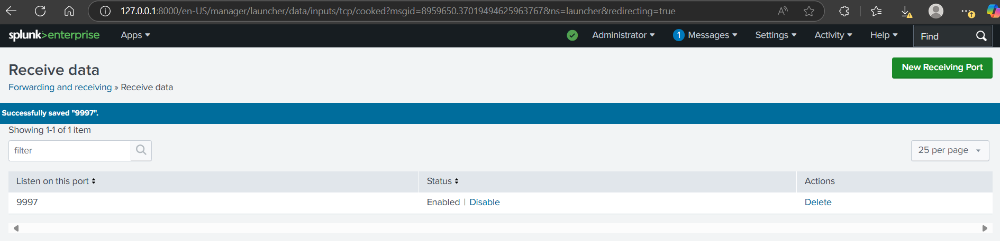 127.0.0.1:8000/en-US/manager/launcher/data/inputs/tcp/cooked?msgid=8959650.37019494625963767&ns=launcher&redirecting=true
splunk>enterprise Apps Administrator 1 Messages Settings Activity Help Find
Receive data
New Receiving Port
Forwarding and receiving » Receive data
Successfully saved "9997".
Showing 1-1 of 1 item
filter
25 per page
Listen on this port Status Actions
9997 Enabled | Disable Delete